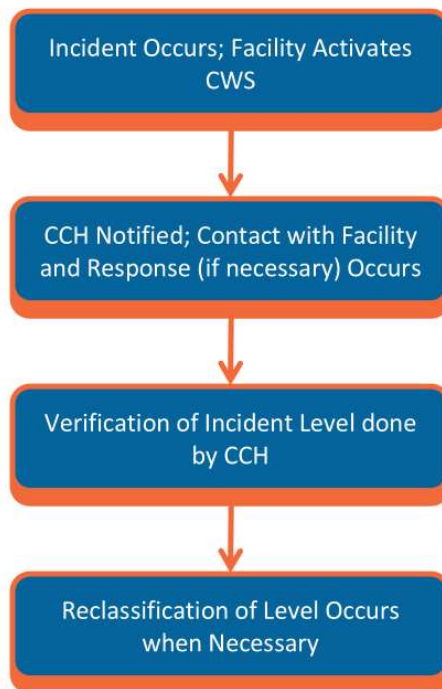 Incident Occurs; Facility Activates
CWS
CCH Notified; Contact with Facility
and Response (if necessary) Occurs
Verification of Incident Level done
by CCH
Reclassification of Level Occurs
when Necessary